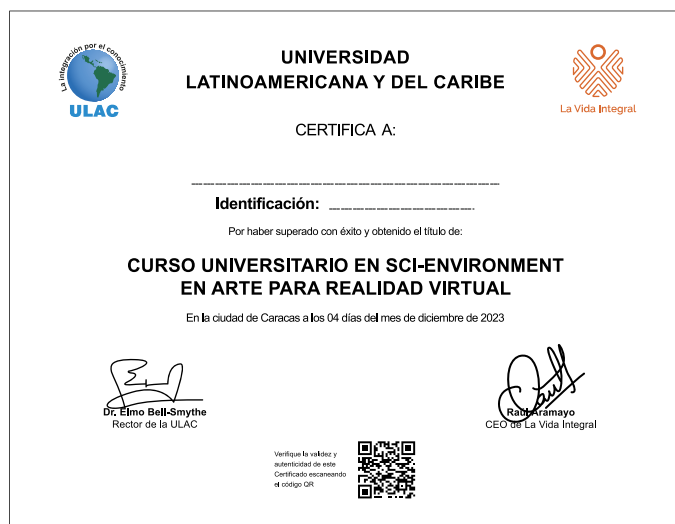 La integración por el conocimiento
ULAC
UNIVERSIDAD
LATINOAMERICANA Y DEL CARIBE
La Vida Integral
CERTIFICA A:
Identificación:
Por haber superado con éxito y obtenido el título de:
CURSO UNIVERSITARIO EN SCI-ENVIRONMENT
EN ARTE PARA REALIDAD VIRTUAL
En la ciudad de Caracas a los 04 días del mes de diciembre de 2023
Dr. Elmo Bell-Smythe
Rector de la ULAC
Raúl Aramayo
CEO de La Vida Integral
Verifique la validez y
autenticidad de este
Certificado escaneando
el código QR